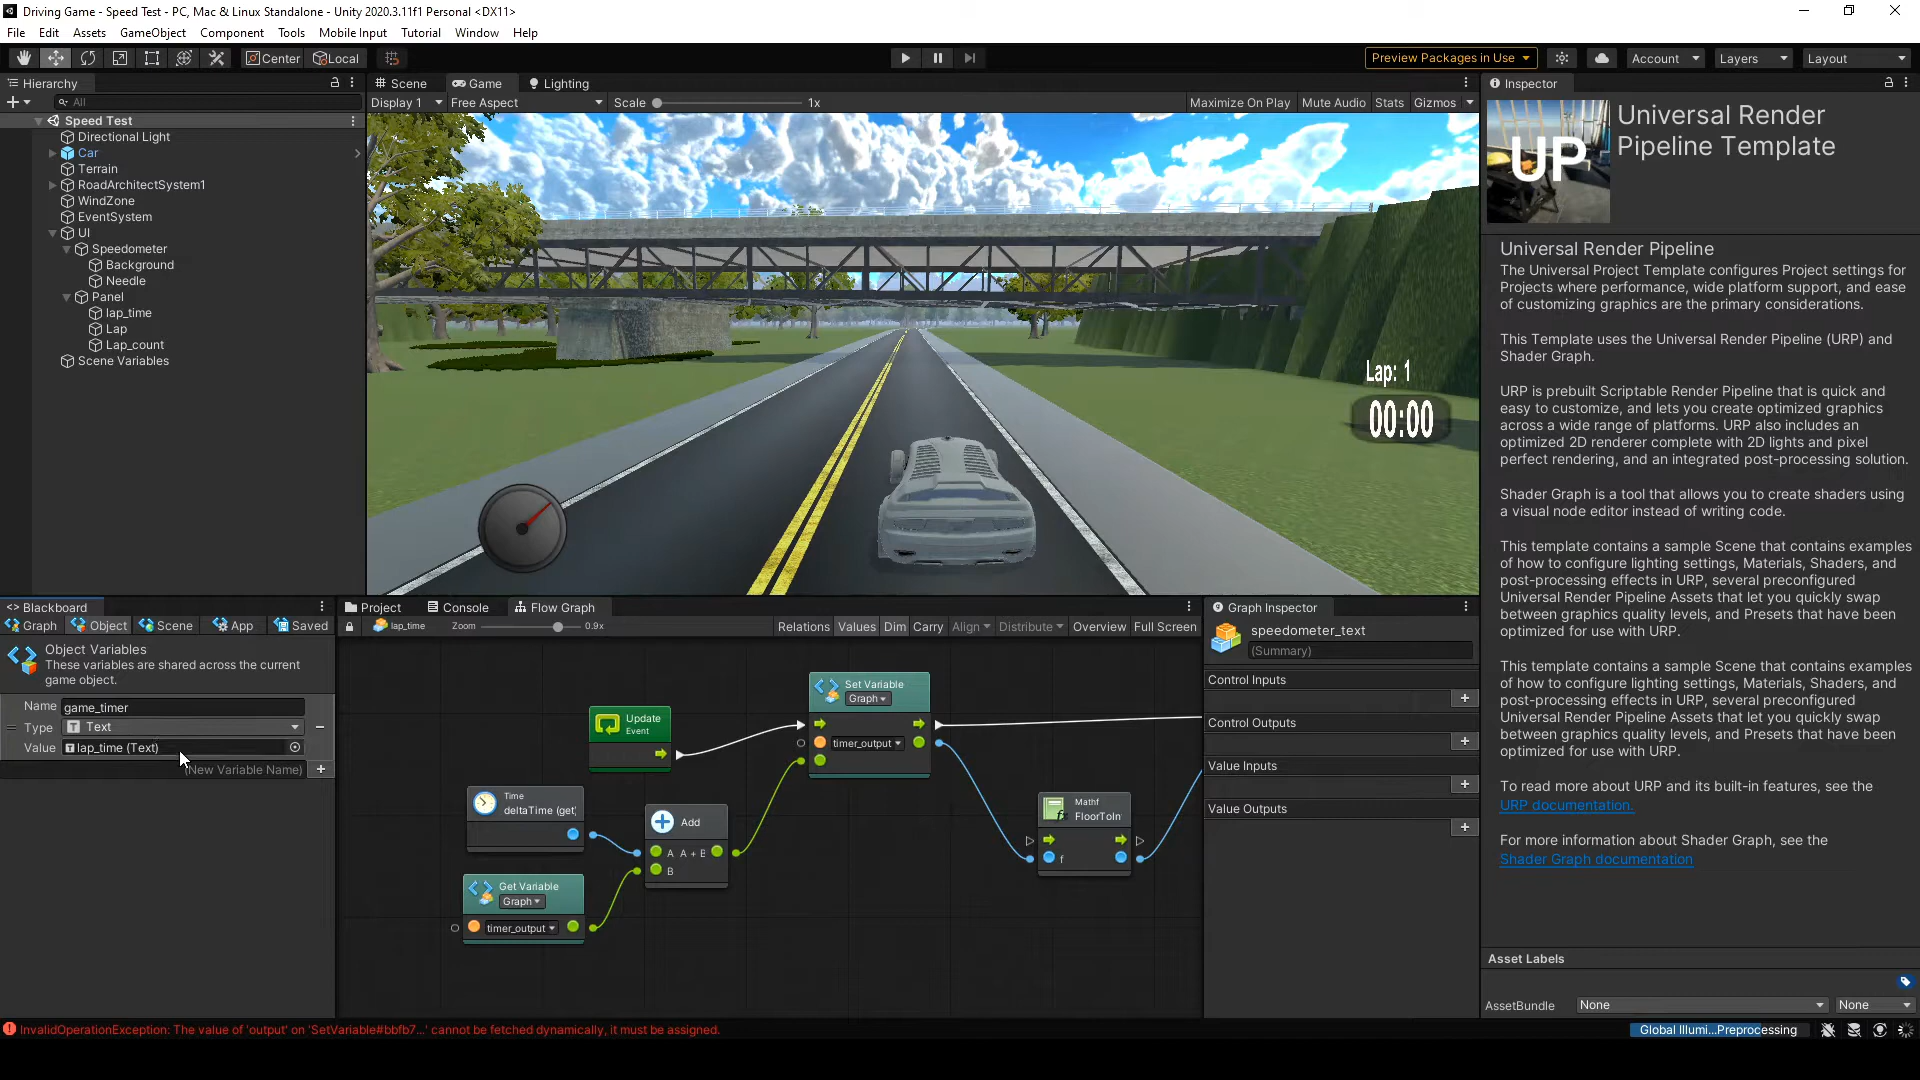 Driving Game - Speed Test - PC, Mac & Linux Standalone - Unity 2020.3.11f1 Personal <DX11>
File Edit Assets GameObject Component Tools Mobile Input Tutorial Window Help
Center Local Preview Packages in Use Account Layers Layout
Hierarchy
All
Speed Test
Directional Light
Car
Terrain
RoadArchitectSystem1
WindZone
EventSystem
UI
Speedometer
Background
Needle
Panel
lap_time
Lap
Lap_count
Scene Variables
Scene Game Lighting
Display 1 Free Aspect Scale 1x Maximize On Play Mute Audio Stats Gizmos
Lap: 1
00:00
Inspector
UP
Universal Render
Pipeline Template
Universal Render Pipeline
The Universal Project Template configures Project settings for
Projects where performance, wide platform support, and ease
of customizing graphics are the primary considerations.
This Template uses the Universal Render Pipeline (URP) and
Shader Graph.
URP is prebuilt Scriptable Render Pipeline that is quick and
easy to customize, and lets you create optimized graphics
across a wide range of platforms. URP also includes an
optimized 2D renderer complete with 2D lights and pixel
perfect rendering, and an integrated post-processing solution.
Shader Graph is a tool that allows you to create shaders using
a visual node editor instead of writing code.
This template contains a sample Scene that contains examples
of how to configure lighting settings, Materials, Shaders, and
post-processing effects in URP, several preconfigured
Universal Render Pipeline Assets that let you quickly swap
between graphics quality levels, and Presets that have been
optimized for use with URP.
This template contains a sample Scene that contains examples
of how to configure lighting settings, Materials, Shaders, and
post-processing effects in URP, several preconfigured
Universal Render Pipeline Assets that let you quickly swap
between graphics quality levels, and Presets that have been
optimized for use with URP.
To read more about URP and its built-in features, see the
URP documentation.
For more information about Shader Graph, see the
Shader Graph documentation
Asset Labels
AssetBundle None None
<> Blackboard
Graph Object Scene App Saved
Object Variables
These variables are shared across the current
game object.
Name game_timer
Type Text
Value lap_time (Text)
(New Variable Name)
Project Console Flow Graph
lap_time Zoom 0.9x Relations Values Dim Carry Align Distribute Overview Full Screen
Update
Event
Set Variable
Graph
timer_output
Time
deltaTime (get)
Add
A A + B
B
Get Variable
Graph
timer_output
Mathf
FloorToIn
f
Graph Inspector
speedometer_text
(Summary)
Control Inputs
Control Outputs
Value Inputs
Value Outputs
InvalidOperationException: The value of 'output' on 'SetVariable#bbfb7...' cannot be fetched dynamically, it must be assigned.
Global Illumi...Preprocessing